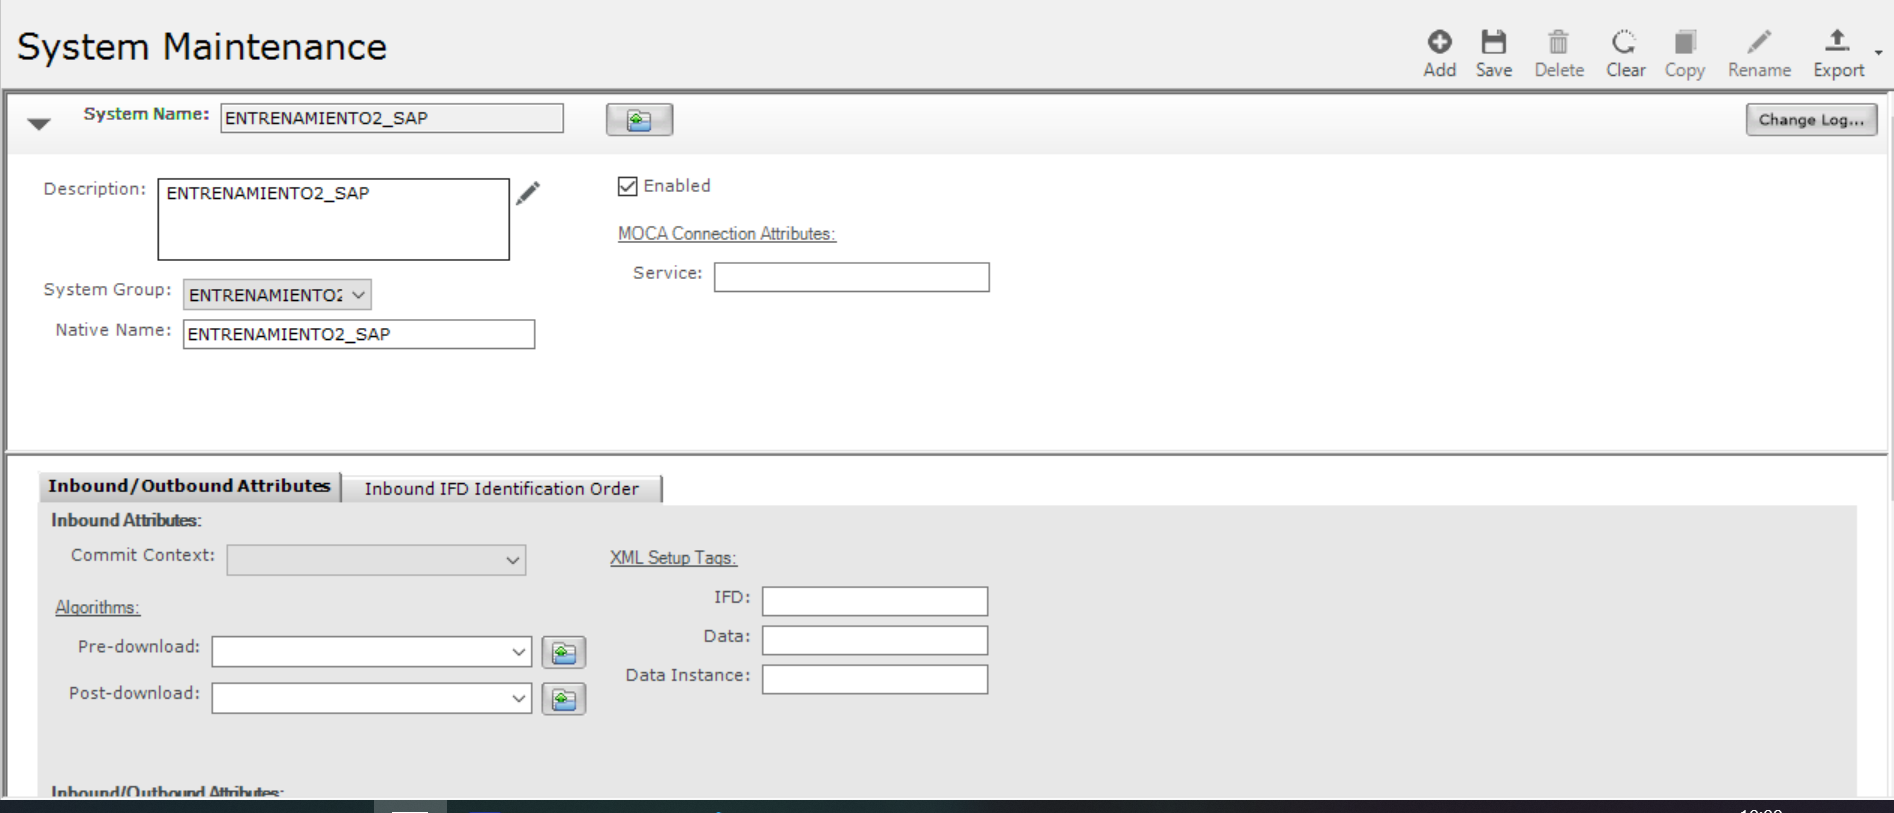 System Maintenance
Add Save Delete Clear Copy Rename Export
System Name: ENTRENAMIENTO2_SAP
Change Log...
Description: ENTRENAMIENTO2_SAP
Enabled
MOCA Connection Attributes:
Service:
System Group: ENTRENAMIENTO2
Native Name: ENTRENAMIENTO2_SAP
Inbound/Outbound Attributes
Inbound IFD Identification Order
Inbound Attributes:
Commit Context:
XML Setup Tags:
IFD:
Algorithms:
Data:
Pre-download:
Data Instance:
Post-download:
Inbound/Outbound Attributes: